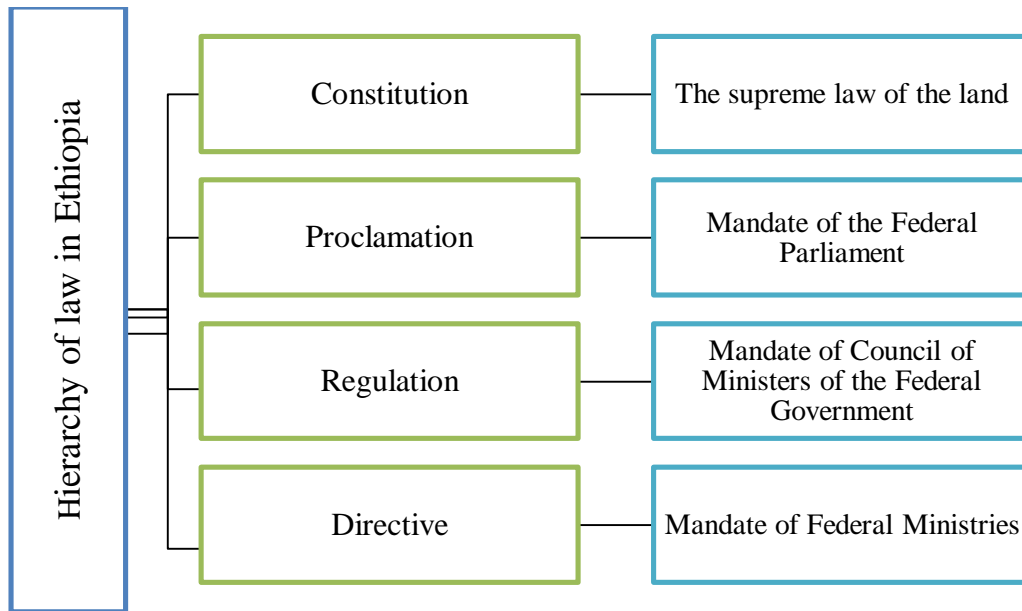 Hierarchy of law in Ethiopia
Constitution
The supreme law of the land
Proclamation
Mandate of the Federal
Parliament
Regulation
Mandate of Council of
Ministers of the Federal
Government
Directive
Mandate of Federal Ministries